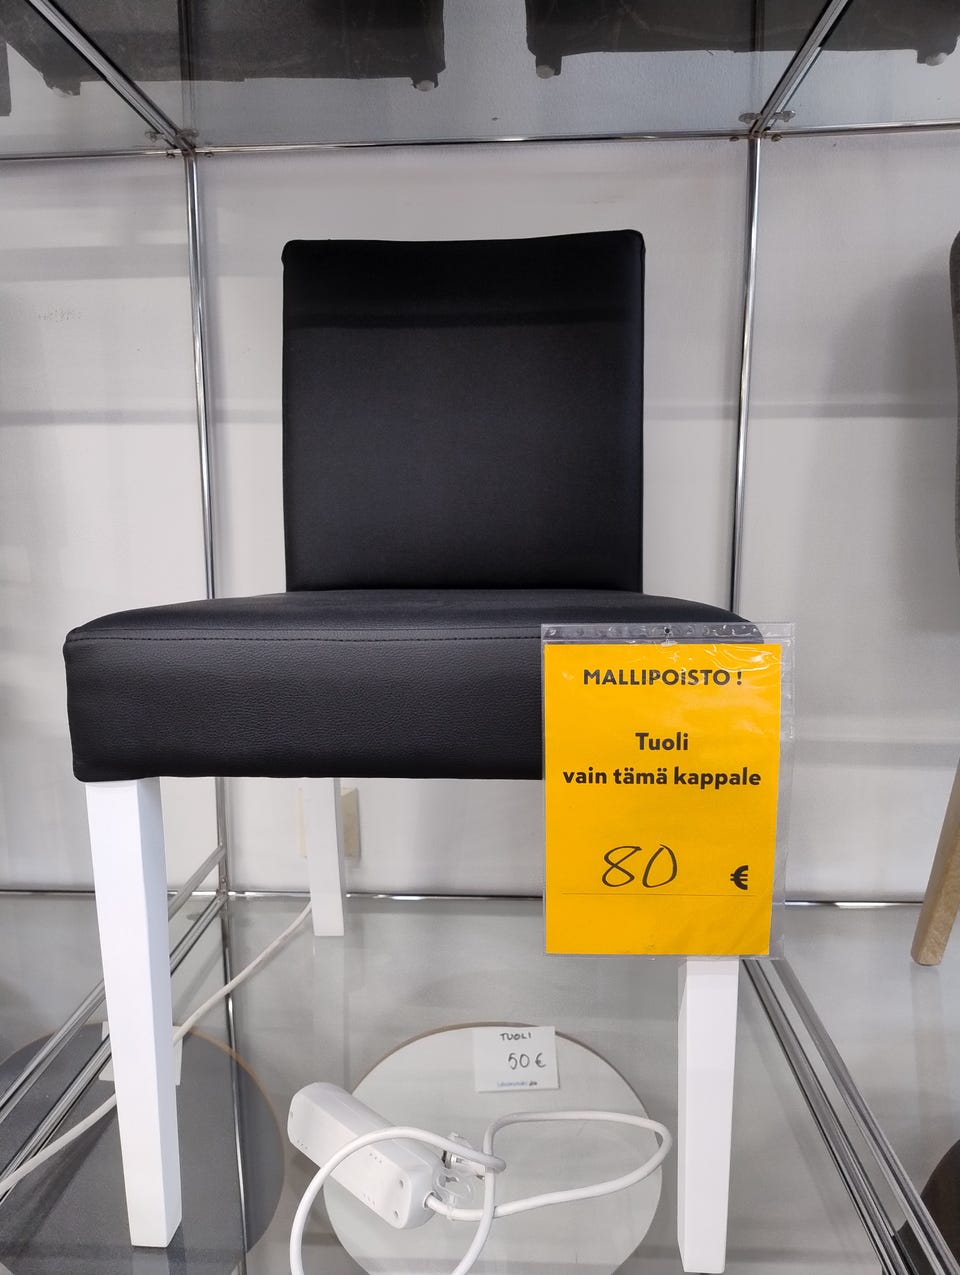 MALLIPOISTO !
Tuoli
vain tämä kappale
80 €
TUOLI
50 €